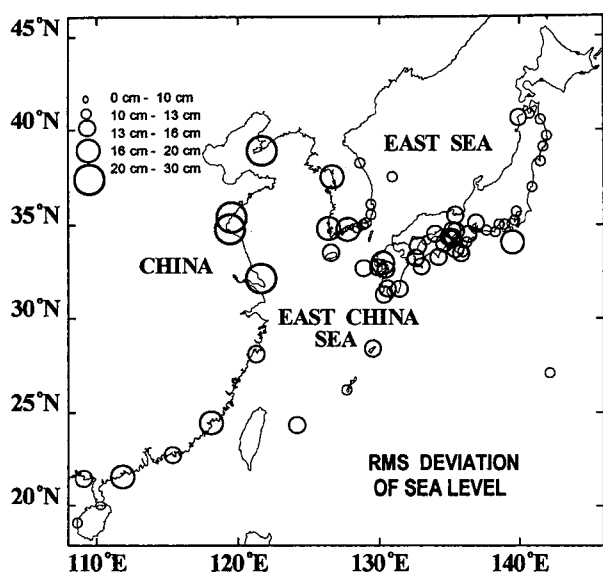 45°N
40°N
35°N
30°N
25°N
20°N
0 cm - 10 cm
10 cm - 13 cm
13 cm - 16 cm
16 cm - 20 cm
20 cm - 30 cm
EAST SEA
CHINA
EAST CHINA
SEA
RMS DEVIATION
OF SEA LEVEL
110°E
120°E
130°E
140°E